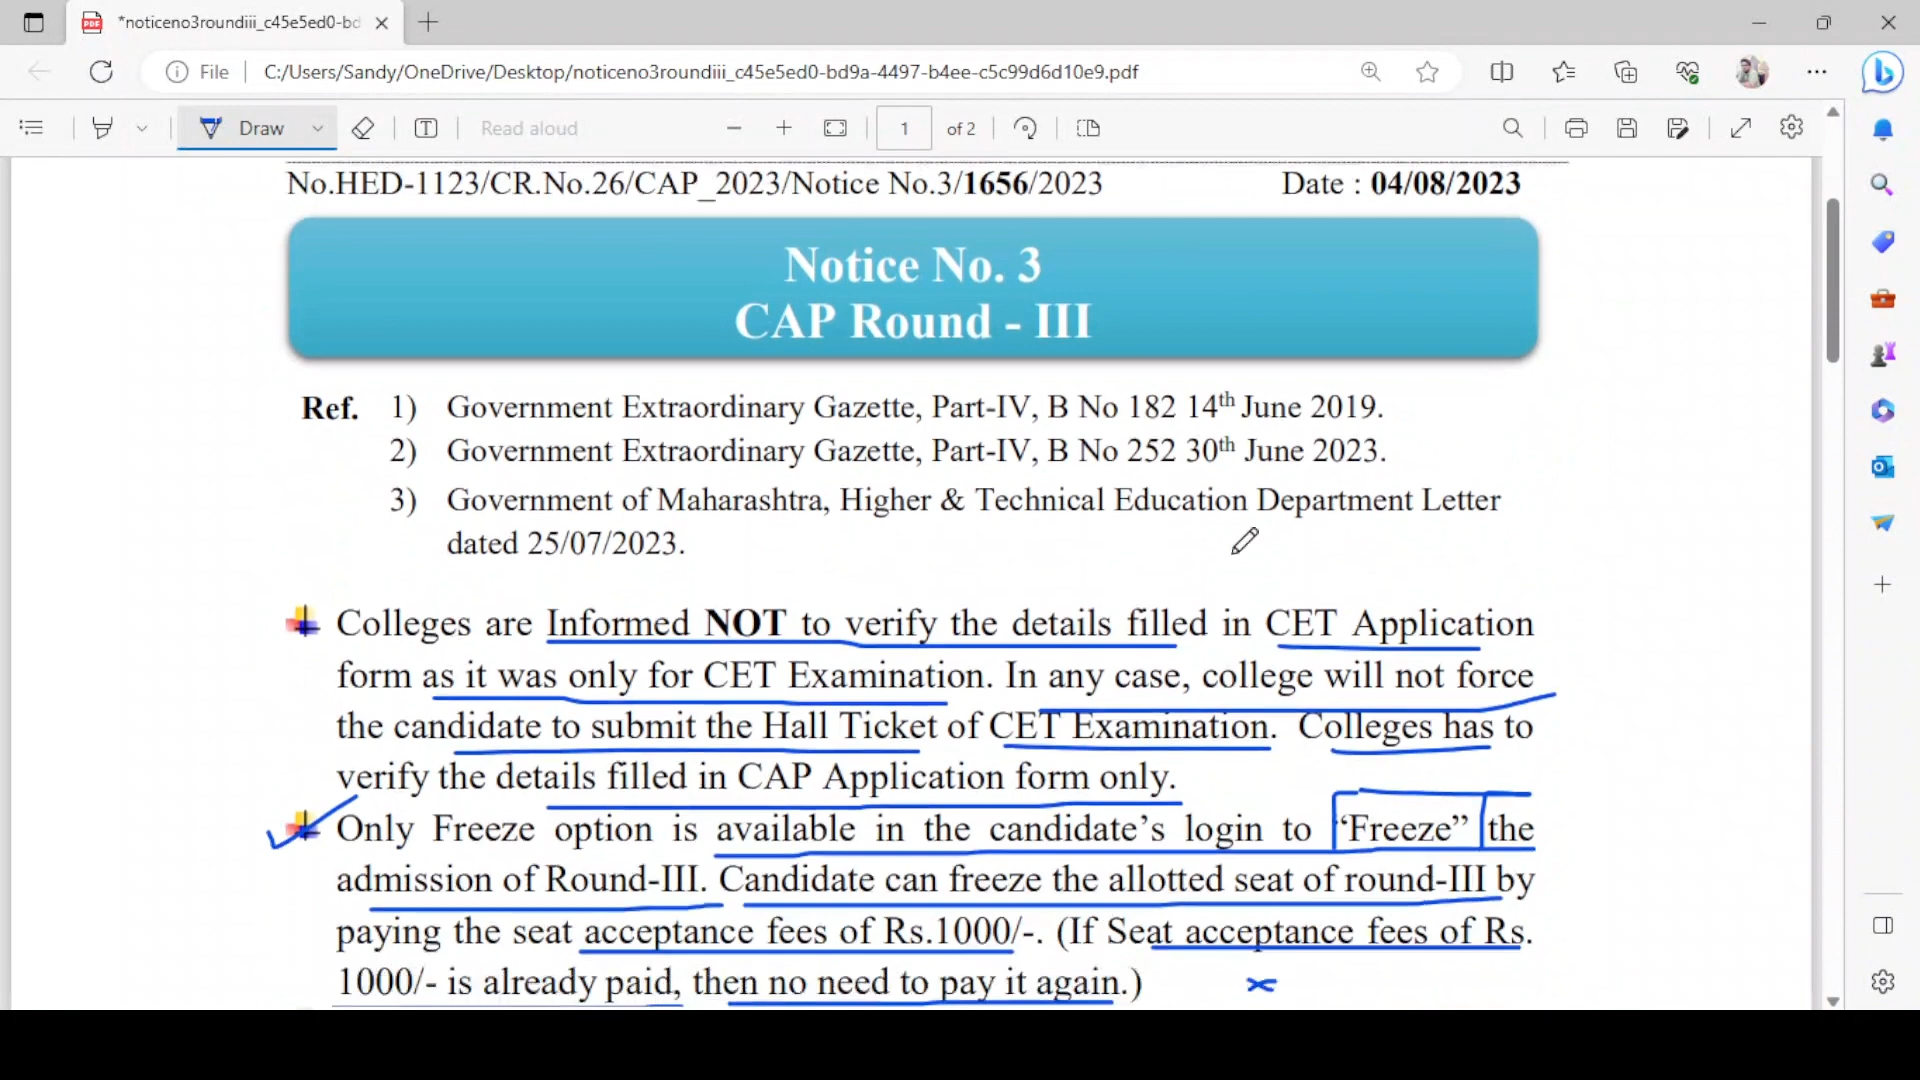 *noticeno3roundiii_c45e5ed0-bd
File
C:/Users/Sandy/OneDrive/Desktop/noticeno3roundiii_c45e5ed0-bd9a-4497-b4ee-c5c99d6d10e9.pdf
Draw
Read aloud
1 of 2
No.HED-1123/CR.No.26/CAP_2023/Notice No.3/1656/2023 Date : 04/08/2023
Notice No. 3
CAP Round - III
Ref. 1) Government Extraordinary Gazette, Part-IV, B No 182 14th June 2019.
2) Government Extraordinary Gazette, Part-IV, B No 252 30th June 2023.
3) Government of Maharashtra, Higher & Technical Education Department Letter
dated 25/07/2023.
Colleges are Informed NOT to verify the details filled in CET Application
form as it was only for CET Examination. In any case, college will not force
the candidate to submit the Hall Ticket of CET Examination. Colleges has to
verify the details filled in CAP Application form only.
Only Freeze option is available in the candidate's login to “Freeze” the
admission of Round-III. Candidate can freeze the allotted seat of round-III by
paying the seat acceptance fees of Rs.1000/-. (If Seat acceptance fees of Rs.
1000/- is already paid, then no need to pay it again.)